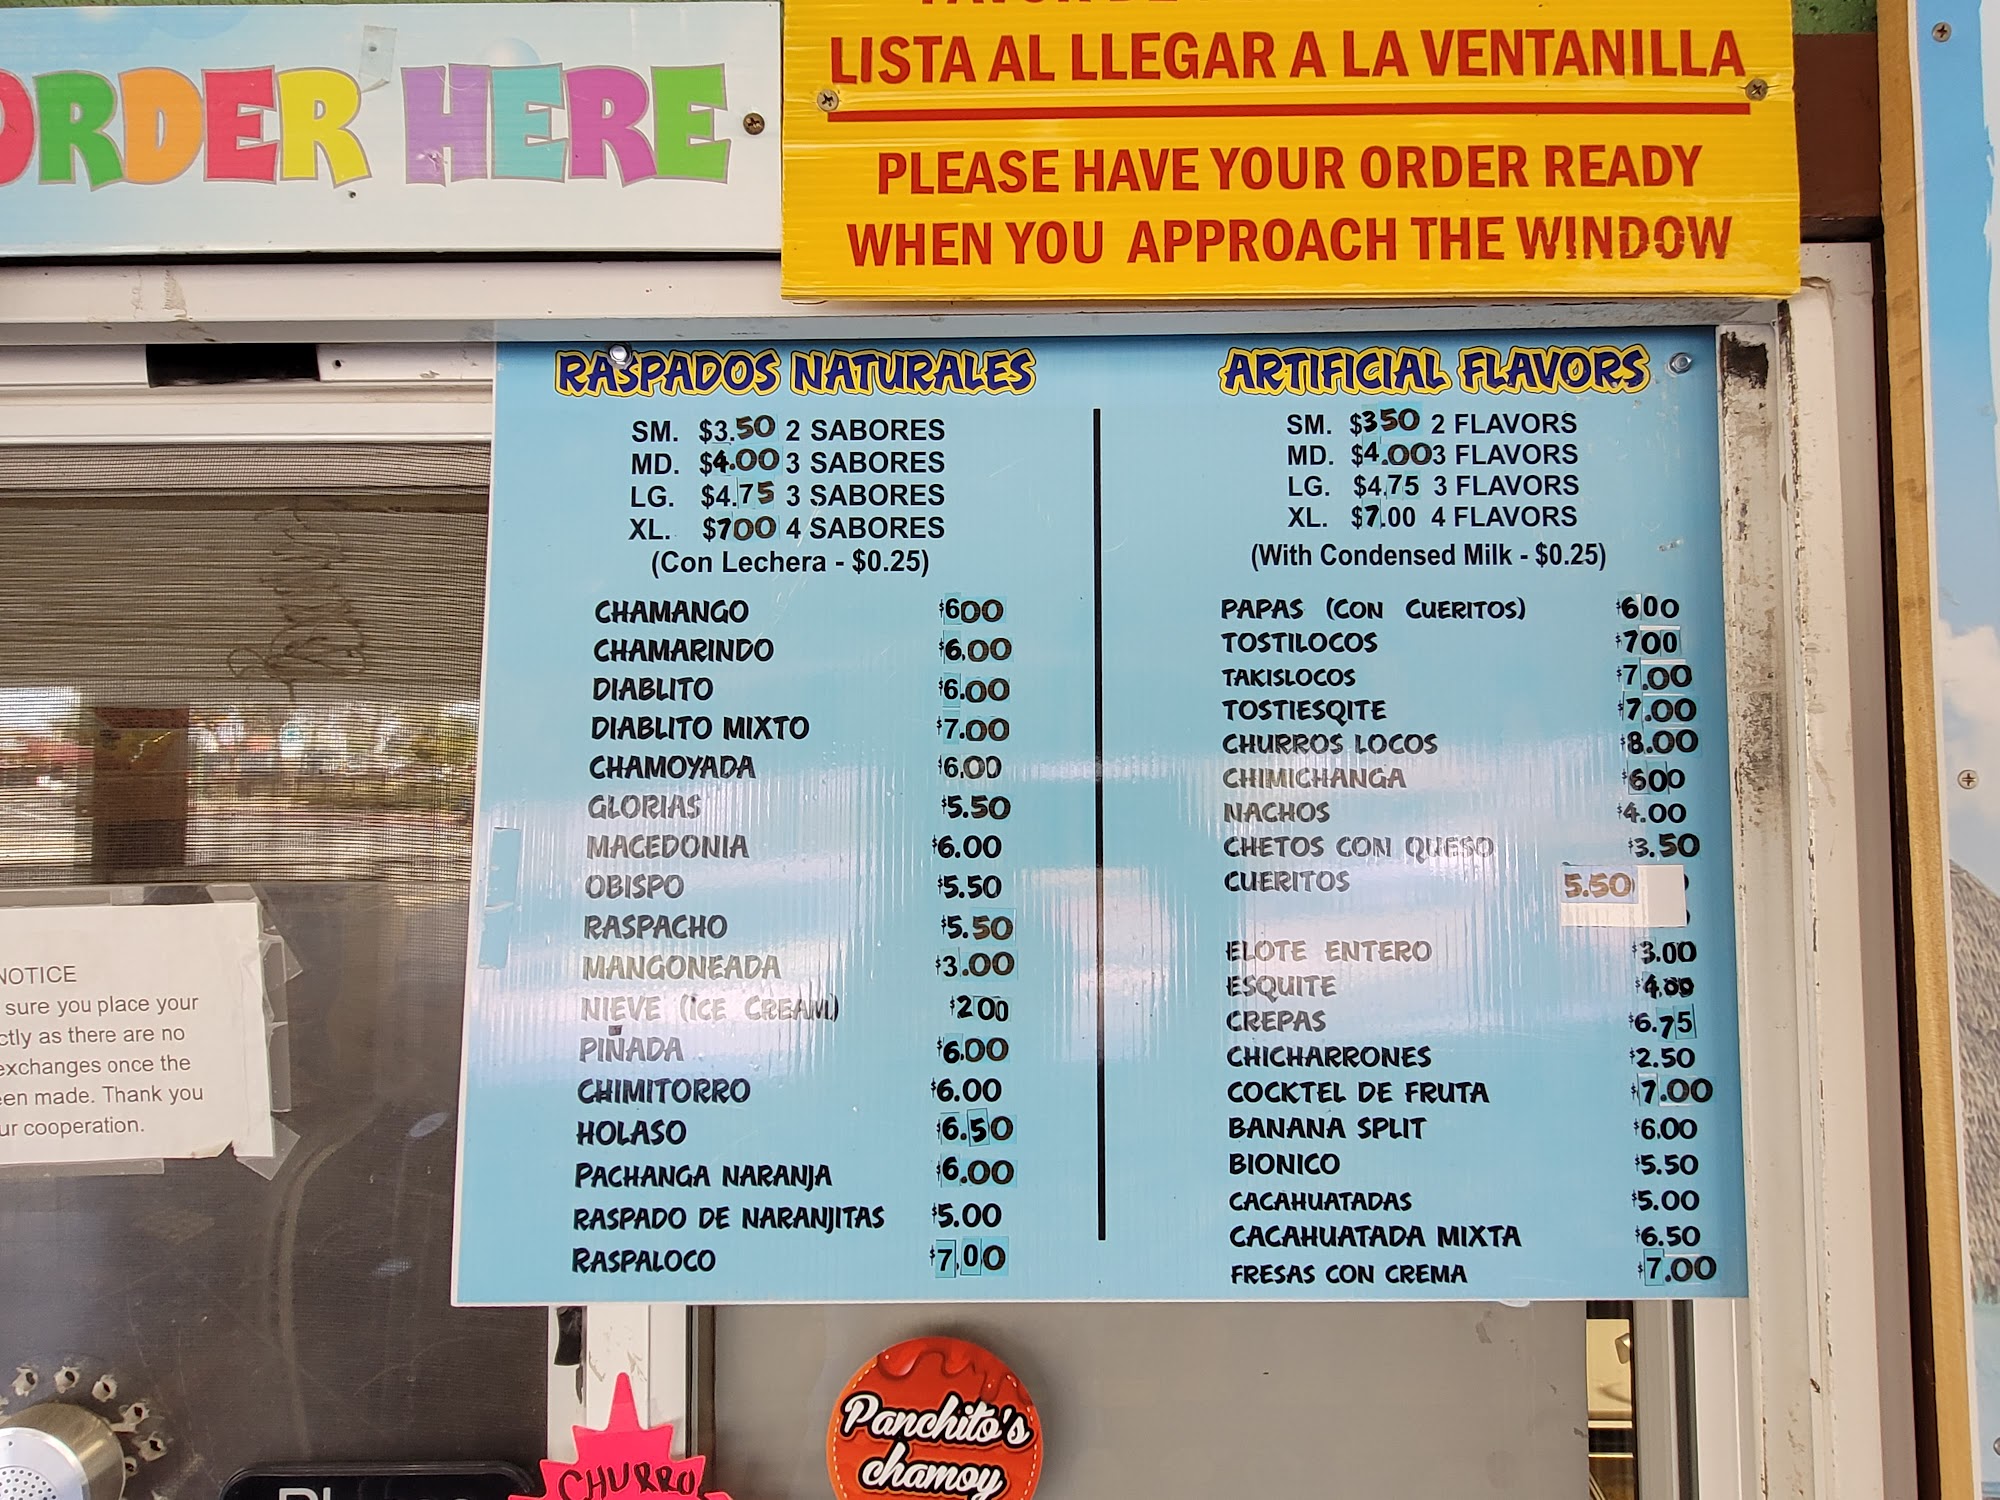 ORDER HERE
LISTA AL LLEGAR A LA VENTANILLA
PLEASE HAVE YOUR ORDER READY
WHEN YOU APPROACH THE WINDOW
RASPADOS NATURALES
SM. $3.50 2 SABORES
MD. $4.00 3 SABORES
LG. $4.75 3 SABORES
XL. $700 4 SABORES
(Con Lechera - $0.25)
CHAMANGO $600
CHAMARINDO $6.00
DIABLITO $6.00
DIABLITO MIXTO $7.00
CHAMOYADA $6.00
GLORIAS $5.50
MACEDONIA $6.00
OBISPO $5.50
RASPACHO $5.50
MANGONEADA $3.00
NIEVE (ICE CREAM) $200
PIÑADA $6.00
CHIMITORRO $6.00
HOLASO $6.50
PACHANGA NARANJA $6.00
RASPADO DE NARANJITAS $5.00
RASPALOCO $7.00
ARTIFICIAL FLAVORS
SM. $350 2 FLAVORS
MD. $4.00 3 FLAVORS
LG. $4.75 3 FLAVORS
XL. $7.00 4 FLAVORS
(With Condensed Milk - $0.25)
PAPAS (CON CUERITOS) $600
TOSTILOCOS $700
TAKISLOCOS $7.00
TOSTIESQITE $7.00
CHURROS LOCOS $8.00
CHIMICHANGA $600
NACHOS $4.00
CHETOS CON QUESO $3.50
CUERITOS 5.50
ELOTE ENTERO $3.00
ESQUITE $4.00
CREPAS $6.75
CHICHARRONES $2.50
COCKTEL DE FRUTA $7.00
BANANA SPLIT $6.00
BIONICO $5.50
CACAHUATADAS $5.00
CACAHUATADA MIXTA $6.50
FRESAS CON CREMA $7.00
NOTICE
sure you place your
ctly as there are no
exchanges once the
een made. Thank you
ur cooperation.
CHURRO
Panchito's
chamoy